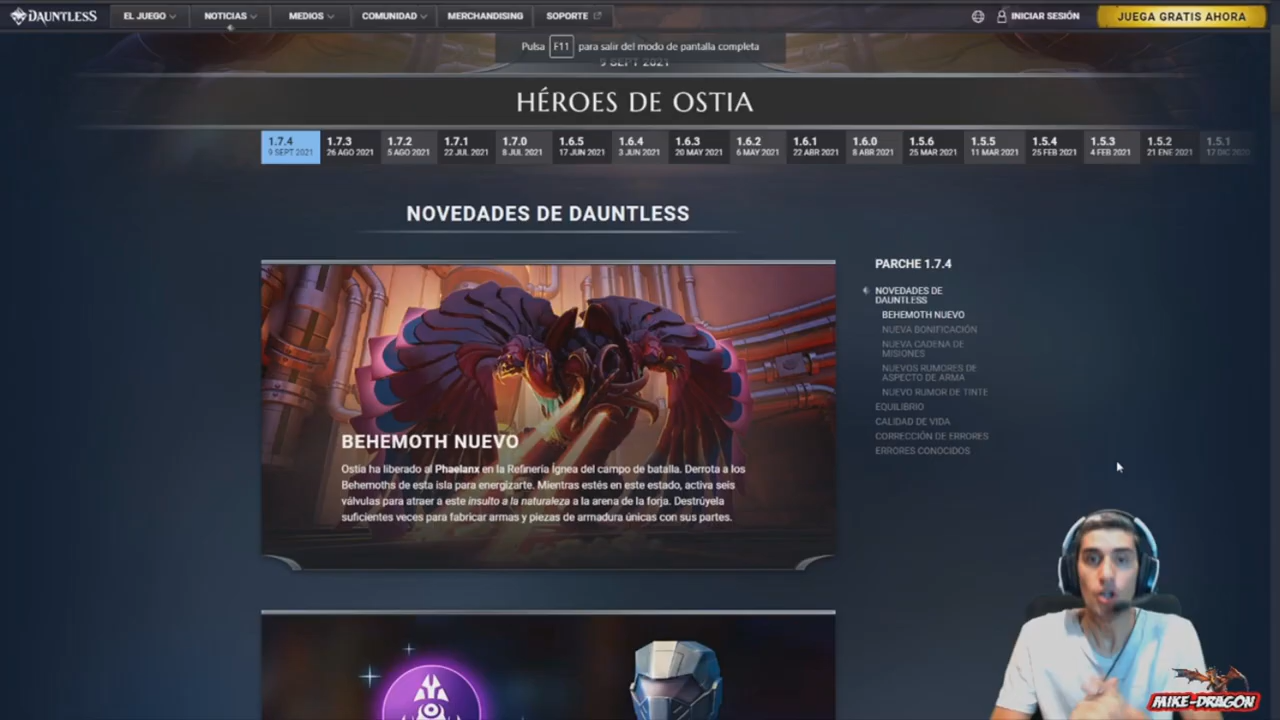 DAUNTLESS
EL JUEGO
NOTICIAS
MEDIOS
COMUNIDAD
MERCHANDISING
SOPORTE
INICIAR SESIÓN
JUEGA GRATIS AHORA
Pulsa F11 para salir del modo de pantalla completa
9 SEPT 2021
HÉROES DE OSTIA
1.7.4
9 SEPT 2021
1.7.3
26 AGO 2021
1.7.2
5 AGO 2021
1.7.1
22 JUL 2021
1.7.0
8 JUL 2021
1.6.5
17 JUN 2021
1.6.4
3 JUN 2021
1.6.3
20 MAY 2021
1.6.2
6 MAY 2021
1.6.1
22 ABR 2021
1.6.0
8 ABR 2021
1.5.6
25 MAR 2021
1.5.5
11 MAR 2021
1.5.4
25 FEB 2021
1.5.3
4 FEB 2021
1.5.2
21 ENE 2021
1.5.1
17 DIC 2020
NOVEDADES DE DAUNTLESS
BEHEMOTH NUEVO
Ostia ha liberado al Phaelanx en la Refinería Ígnea del campo de batalla. Derrota a los
Behemoths de esta isla para energizarte. Mientras estés en este estado, activa seis
válvulas para atraer a este insulto a la naturaleza a la arena de la forja. Destrúyela
suficientes veces para fabricar armas y piezas de armadura únicas con sus partes.
PARCHE 1.7.4
NOVEDADES DE
DAUNTLESS
BEHEMOTH NUEVO
NUEVA BONIFICACIÓN
NUEVA CADENA DE
MISIONES
NUEVOS RUMORES DE
ASPECTO DE ARMA
NUEVO RUMOR DE TINTE
EQUILIBRIO
CALIDAD DE VIDA
CORRECCIÓN DE ERRORES
ERRORES CONOCIDOS
MIKE-DRAGON